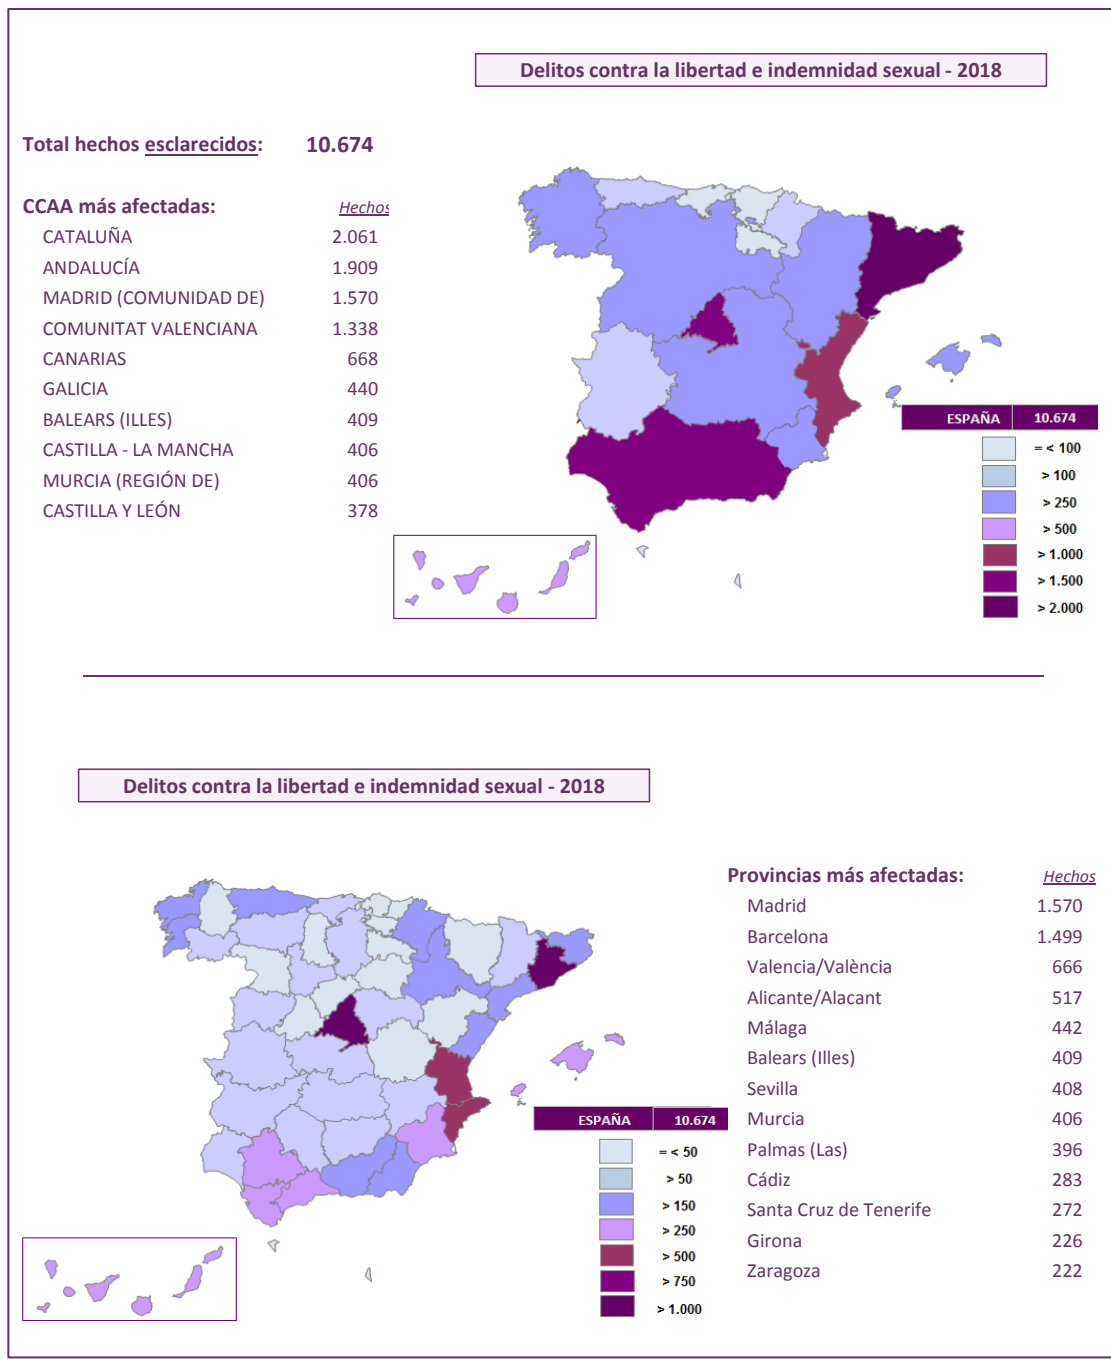 Delitos contra la libertad e indemnidad sexual - 2018
Total hechos esclarecidos: 10.674
CCAA más afectadas: Hechos
CATALUÑA 2.061
ANDALUCÍA 1.909
MADRID (COMUNIDAD DE) 1.570
COMUNITAT VALENCIANA 1.338
CANARIAS 668
GALICIA 440
BALEARS (ILLES) 409
CASTILLA - LA MANCHA 406
MURCIA (REGIÓN DE) 406
CASTILLA Y LEÓN 378
ESPAÑA 10.674
= < 100
> 100
> 250
> 500
> 1.000
> 1.500
> 2.000
Delitos contra la libertad e indemnidad sexual - 2018
Provincias más afectadas: Hechos
Madrid 1.570
Barcelona 1.499
Valencia/València 666
Alicante/Alacant 517
Málaga 442
Balears (Illes) 409
Sevilla 408
Murcia 406
Palmas (Las) 396
Cádiz 283
Santa Cruz de Tenerife 272
Girona 226
Zaragoza 222
ESPAÑA 10.674
= < 50
> 50
> 150
> 250
> 500
> 750
> 1.000